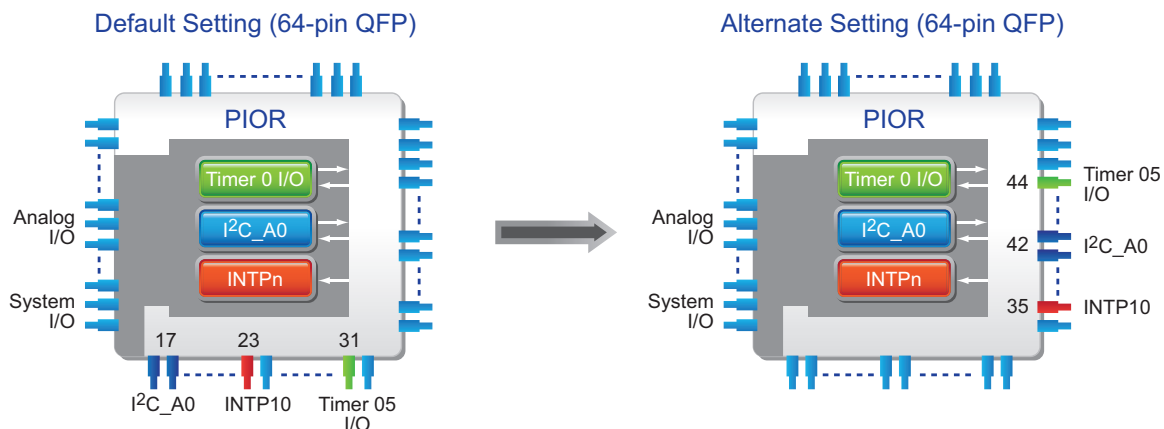 Default Setting (64-pin QFP)
PIOR
Timer 0 I/O
I²C_A0
INTPn
Analog
I/O
System
I/O
17 23 31
I²C_A0 INTP10 Timer 05
I/O
Alternate Setting (64-pin QFP)
PIOR
Timer 0 I/O
I²C_A0
INTPn
Analog
I/O
System
I/O
44 Timer 05
I/O
42 I²C_A0
35 INTP10